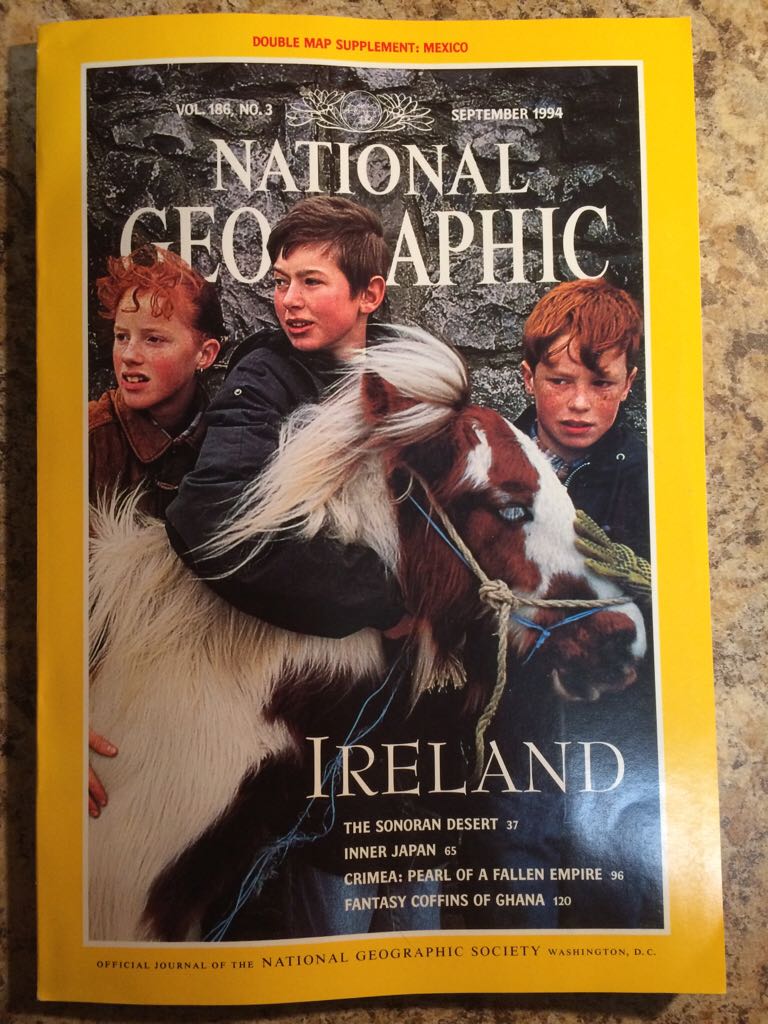 DOUBLE MAP SUPPLEMENT: MEXICO
VOL. 186, NO. 3
SEPTEMBER 1994
NATIONAL
GEO APHIC
IRELAND
THE SONORAN DESERT 37
INNER JAPAN 65
CRIMEA: PEARL OF A FALLEN EMPIRE 96
FANTASY COFFINS OF GHANA 120
OFFICIAL JOURNAL OF THE NATIONAL GEOGRAPHIC SOCIETY WASHINGTON, D.C.